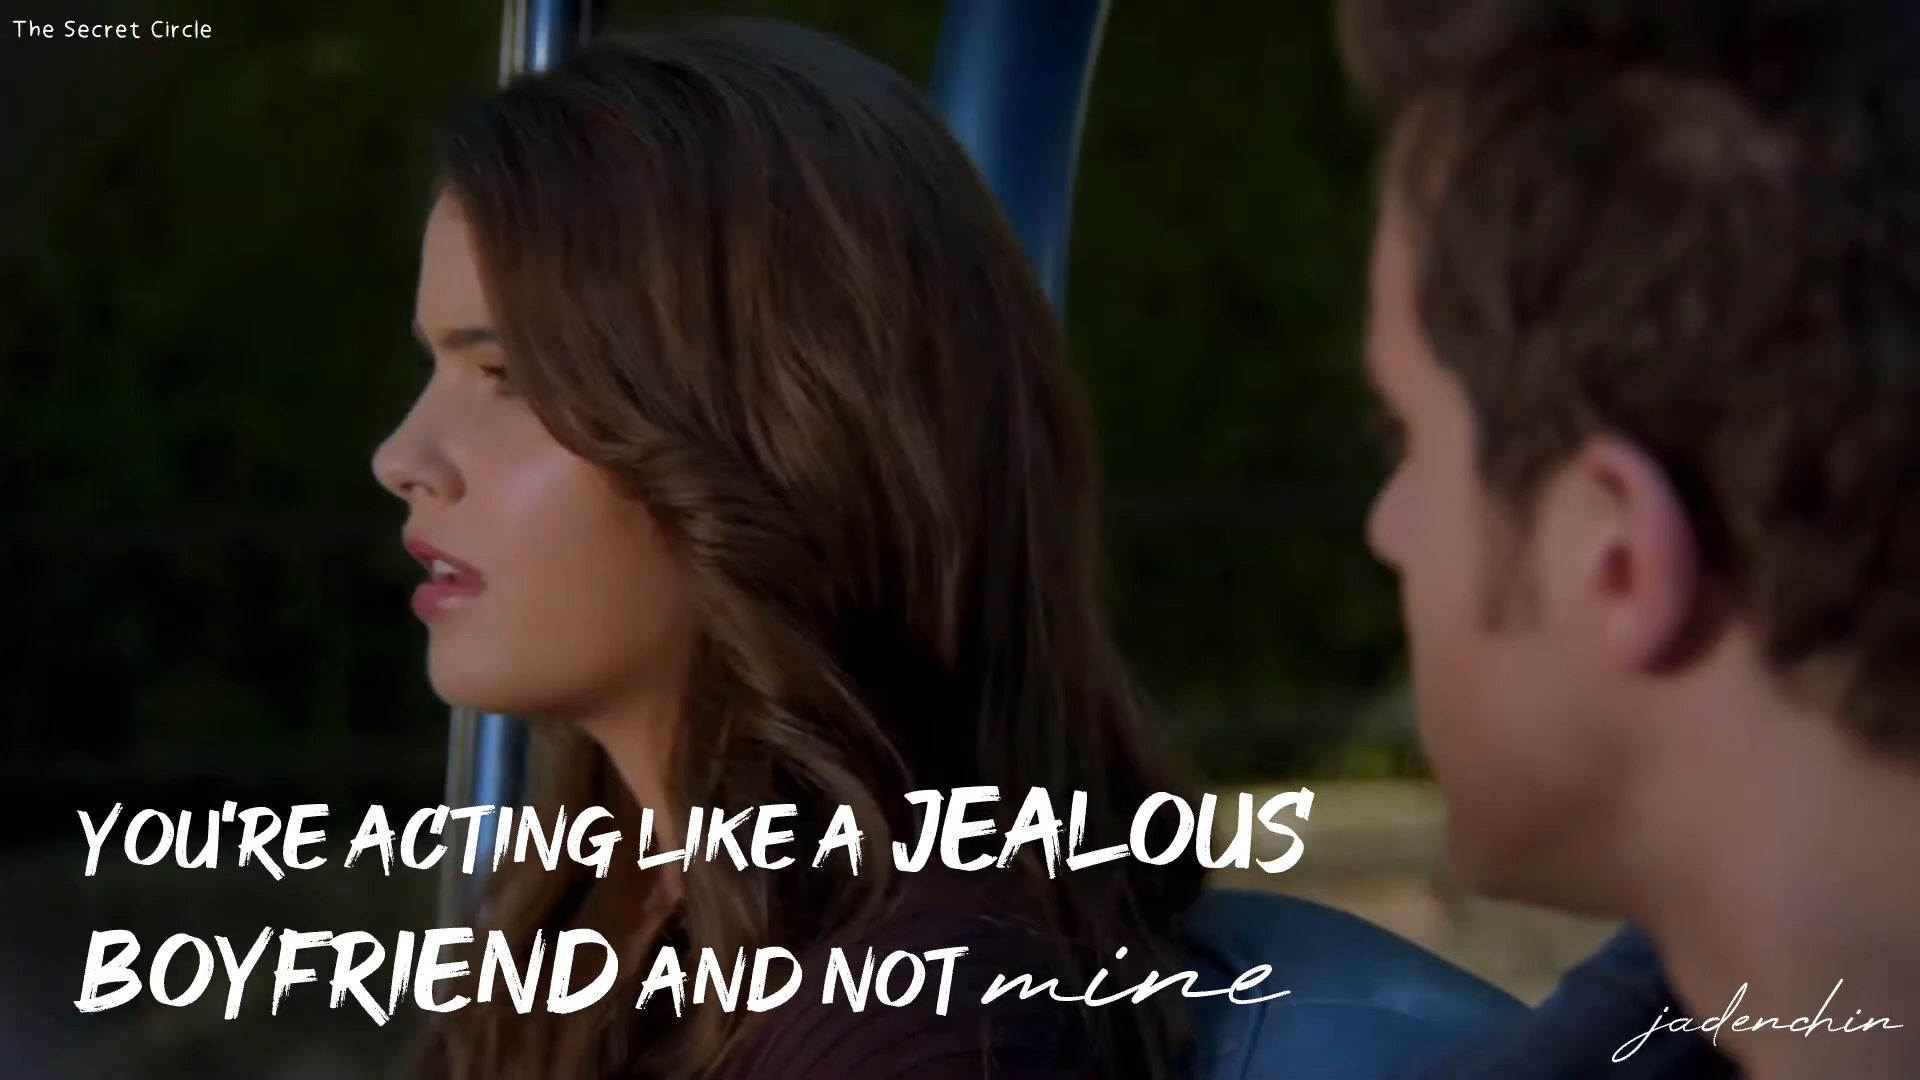 The Secret Circle
YOU'RE ACTING LIKE A JEALOUS
BOYFRIEND AND NOT mine
jadenchin